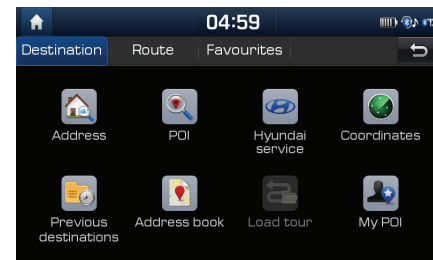 04:59
Destination Route Favourites
Address POI Hyundai service Coordinates
Previous destinations Address book Load tour My POI